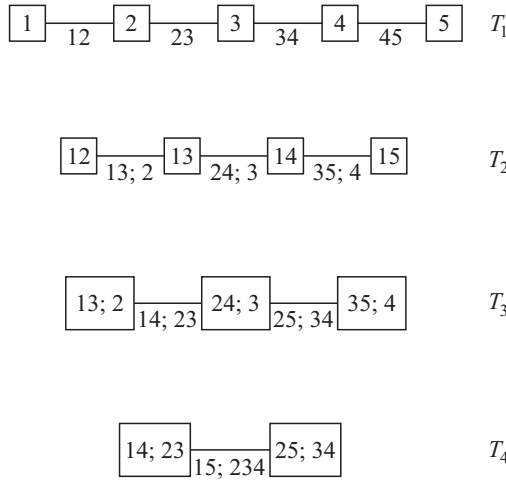 1 2 3 4 5 T1
12 23 34 45
12 13 14 15 T2
13; 2 24; 3 35; 4
13; 2 24; 3 35; 4 T3
14; 23 25; 34
14; 23 25; 34 T4
15; 234